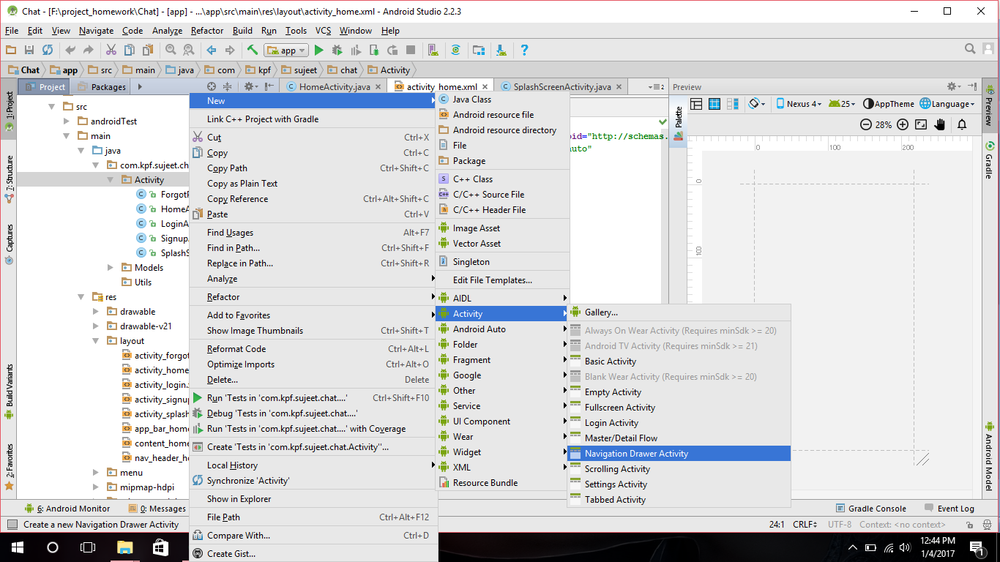 Chat - [F:\project_homework\Chat] - [app] - ...\app\src\main\res\layout\activity_home.xml - Android Studio 2.2.3
File Edit View Navigate Code Analyze Refactor Build Run Tools VCS Window Help
app
Chat app src main java com kpf sujeet chat Activity
Project Packages
HomeActivity.java activity_home.xml SplashScreenActivity.java
2
Preview
1: Project
7: Structure
Captures
Build Variants
2: Favorites
src
androidTest
main
java
com.kpf.sujeet.ch
Activity
ForgotP
HomeA
LoginA
Signup
SplashS
Models
Utils
res
drawable
drawable-v21
layout
activity_forgot
activity_home
activity_login.
activity_signup
activity_splash
app_bar_hom
content_home
nav_header_h
menu
mipmap-hdpi
New
Link C++ Project with Gradle
Cut Ctrl+X
Copy Ctrl+C
Copy Path Ctrl+Shift+C
Copy as Plain Text
Copy Reference Ctrl+Alt+Shift+C
Paste Ctrl+V
Find Usages Alt+F7
Find in Path... Ctrl+Shift+F
Replace in Path... Ctrl+Shift+R
Analyze
Refactor
Add to Favorites
Show Image Thumbnails Ctrl+Shift+T
Reformat Code Ctrl+Alt+L
Optimize Imports Ctrl+Alt+O
Delete... Delete
Run 'Tests in 'com.kpf.sujeet.chat....' Ctrl+Shift+F10
Debug 'Tests in 'com.kpf.sujeet.chat....'
Run 'Tests in 'com.kpf.sujeet.chat....' with Coverage
Create 'Tests in 'com.kpf.sujeet.chat.Activity''...
Local History
Synchronize 'Activity'
Show in Explorer
File Path Ctrl+Alt+F12
Compare With... Ctrl+D
Create Gist...
Java Class
Android resource file
Android resource directory
File
Package
C++ Class
C/C++ Source File
C/C++ Header File
Image Asset
Vector Asset
Singleton
Edit File Templates...
AIDL
Activity
Android Auto
Folder
Fragment
Google
Other
Service
UI Component
Wear
Widget
XML
Resource Bundle
Gallery...
Always On Wear Activity (Requires minSdk >= 20)
Android TV Activity (Requires minSdk >= 21)
Basic Activity
Blank Wear Activity (Requires minSdk >= 20)
Empty Activity
Fullscreen Activity
Login Activity
Master/Detail Flow
Navigation Drawer Activity
Scrolling Activity
Settings Activity
Tabbed Activity
oid="http://schemas.
auto"
Palette
Nexus 4 25 AppTheme Language
28%
0 100 200
0
100
Preview
Gradle
Android Model
6: Android Monitor 0: Messages
Gradle Console Event Log
Create a new Navigation Drawer Activity
24:1 CRLF UTF-8 Context: <no context>
12:44 PM
1/4/2017
1